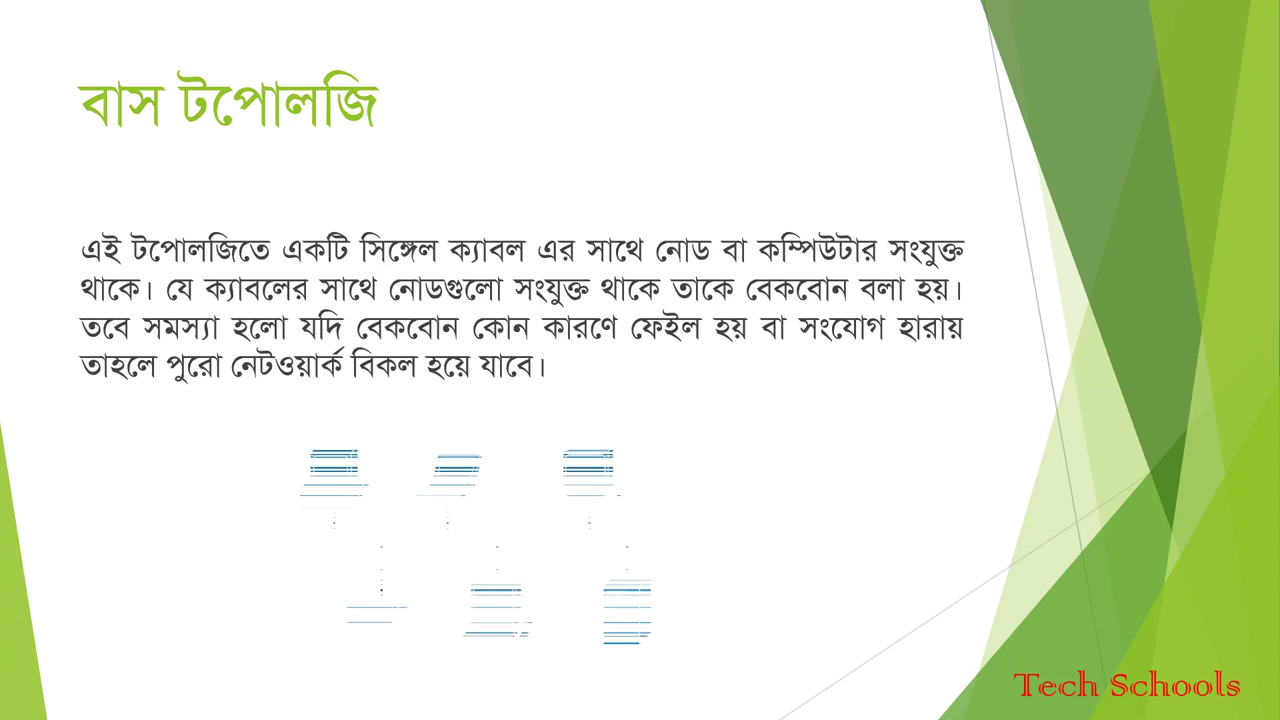 বাস টপোলজি
এই টপোলজিতে একটি সিঙ্গেল ক্যাবল এর সাথে নোড বা কম্পিউটার সংযুক্ত
থাকে। যে ক্যাবলের সাথে নোডগুলো সংযুক্ত থাকে তাকে বেকবোন বলা হয়।
তবে সমস্যা হলো যদি বেকবোন কোন কারণে ফেইল হয় বা সংযোগ হারায়
তাহলে পুরো নেটওয়ার্ক বিকল হয়ে যাবে।
Tech Schools